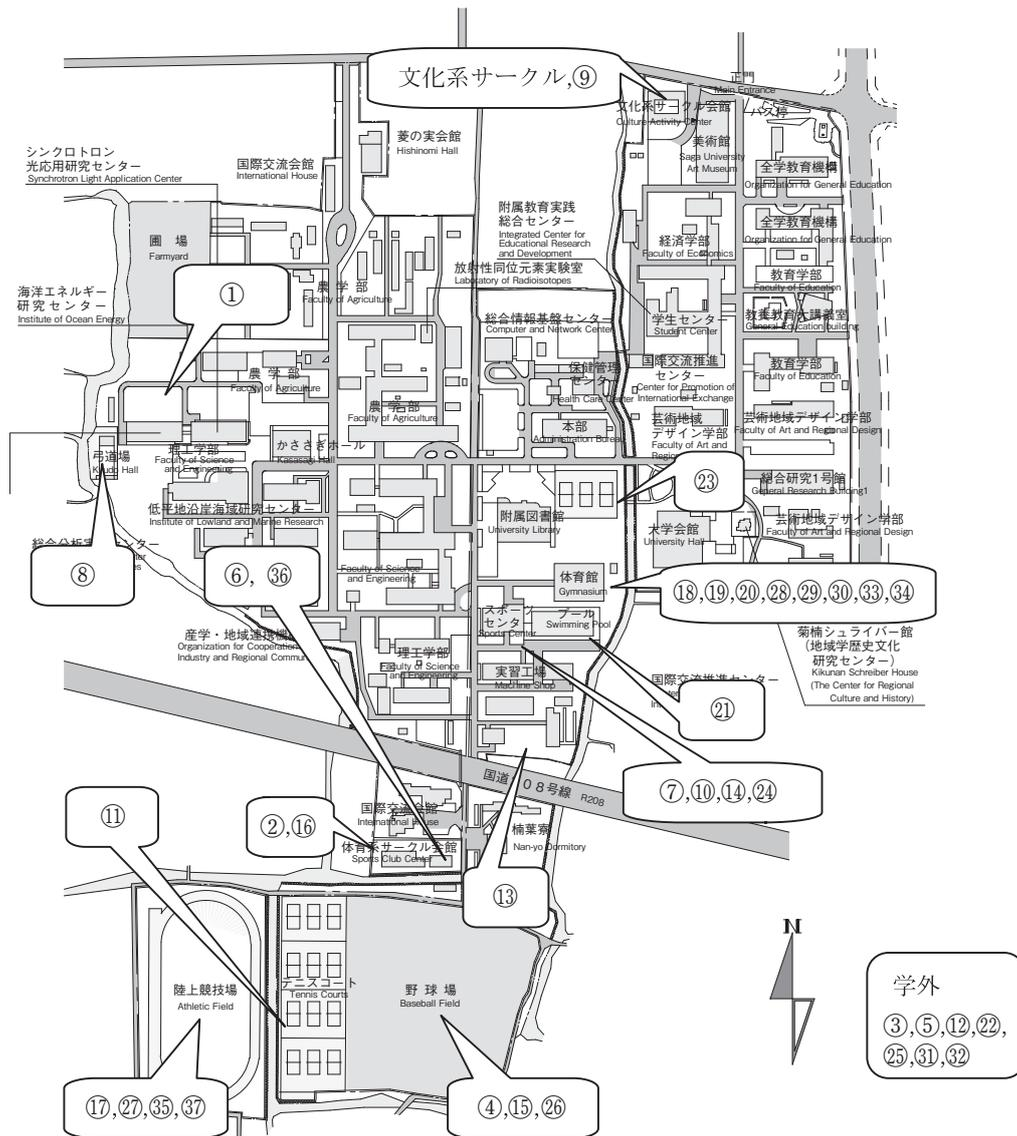 文化系サークル,⑨
正門
Main Entrance
バス停
文化系サークル会館
Culture Activity Center
美術館
Saga University
Art Museum
菱の実会館
Hishinomi Hall
シンクロトロン
光応用研究センター
Synchrotron Light Application Center
国際交流会館
International House
全学教育機構
Organization for General Education
全学教育機構
Organization for General Education
附属教育実践
総合センター
Integrated Center for
Educational Research
and Development
経済学部
Faculty of Economics
圃場
Farmyard
放射性同位元素実験室
Laboratory of Radioisotopes
農学部
Faculty of Agriculture
教育学部
Faculty of Education
①
海洋エネルギー
研究センター
Institute of Ocean Energy
総合情報基盤センター
Computer and Network Center
学生センター
Student Center
教養教育大講義室
General Education building
農学部
Faculty of Agriculture
保健管理
センター
Health Care Center
国際交流推進
センター
Center for Promotion of
International Exchange
教育学部
Faculty of Education
農学部
Faculty of Agriculture
本部
Administration Bureau
芸術地域
デザイン学部
Faculty of Art and
芸術地域デザイン学部
Faculty of Art and Regional Design
弓道場
Kyudo Hall
理工学部
Faculty of Science
and Engineering
かささぎホール
Kasasagi Hall
㉓
総合研究1号館
General Research Building1
低平地沿岸海域研究センター
Institute of Lowland and Marine Research
附属図書館
University Library
大学会館
University Hall
芸術地域デザイン学部
Faculty of Art and Regional Design
総合分析
センター
⑧
⑥, ㊱
Faculty of Science
and Engineering
体育館
Gymnasium
⑱,⑲,⑳,㉘,㉙,㉚,㉝,㉞
スポーツ
センター
Sports Center
プール
Swimming Pool
産学・地域連携機
Organization for Cooperation
Industry and Regional
理工学部
Faculty of Science
and Engineering
実習工場
Machine Shop
国際交流推進センター
菊楠シュライバー館
(地域学歴史文化
研究センター)
Kikunan Schreiber House
(The Center for Regional
Culture and History)
㉑
⑦,⑩,⑭,㉔
国道
08号線 R208
⑪
②,⑯
国際交流会館
International House
体育系サークル会館
Sports Club Center
楠葉寮
Nan-yo Dormitory
⑬
N
陸上競技場
Athletic Field
テニスコート
Tennis Courts
野球場
Baseball Field
学外
③,⑤,⑫,㉒,
㉕,㉛,㉜
⑰,㉗,㉟,㊲
④,⑮,㉖